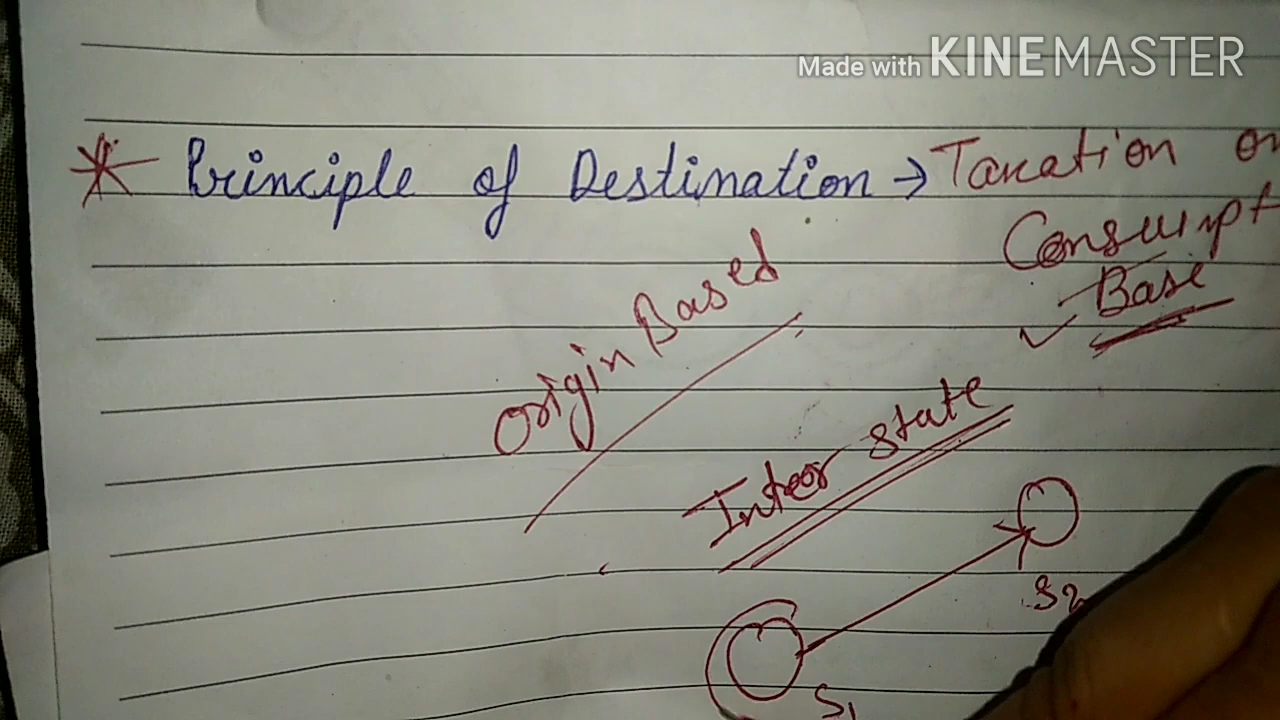 Made with KINEMASTER
* Principle of Destination → Taxation on
Consumpt
Base
Origin Based
Inter state
S2
S1